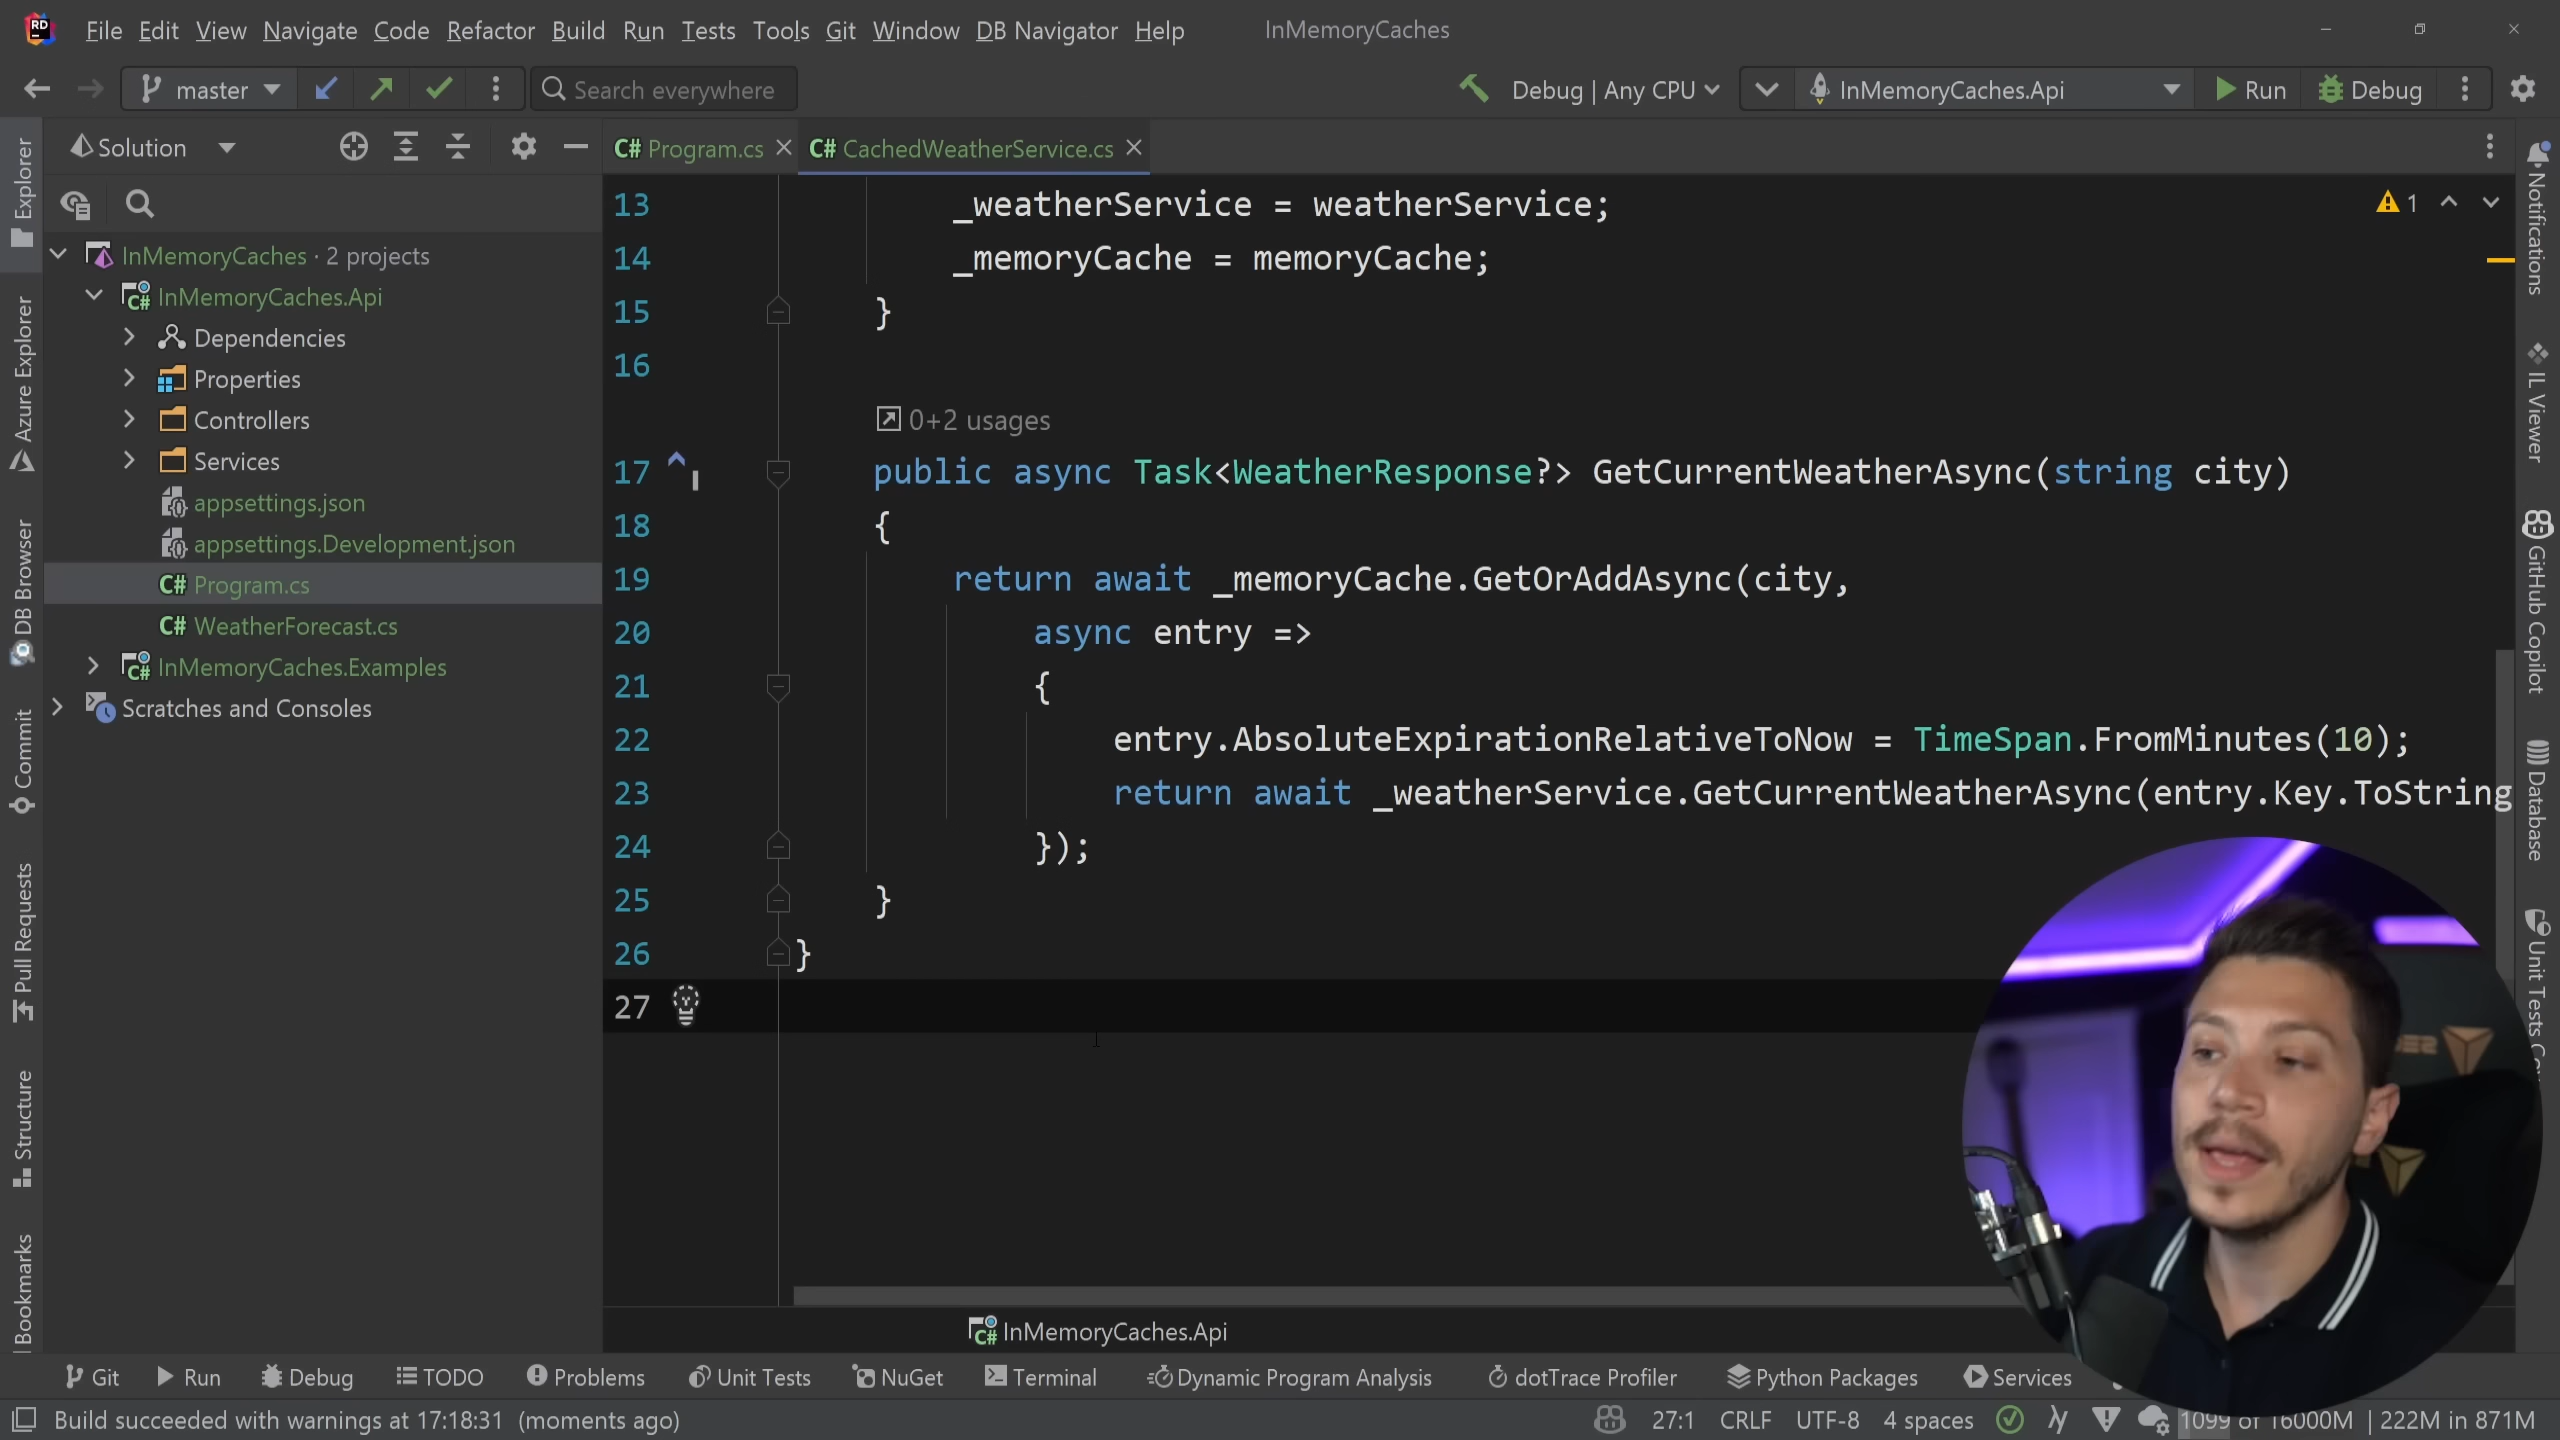 File Edit View Navigate Code Refactor Build Run Tests Tools Git Window DB Navigator Help InMemoryCaches
master Search everywhere Debug | Any CPU InMemoryCaches.Api Run Debug
Solution
C# Program.cs C# CachedWeatherService.cs
InMemoryCaches · 2 projects
InMemoryCaches.Api
Dependencies
Properties
Controllers
Services
appsettings.json
appsettings.Development.json
C# Program.cs
C# WeatherForecast.cs
InMemoryCaches.Examples
Scratches and Consoles
Explorer
Azure Explorer
DB Browser
Commit
Pull Requests
Structure
Bookmarks
1
13 _weatherService = weatherService;
14 _memoryCache = memoryCache;
15 }
16
0+2 usages
17 public async Task<WeatherResponse?> GetCurrentWeatherAsync(string city)
18 {
19 return await _memoryCache.GetOrAddAsync(city,
20 async entry =>
21 {
22 entry.AbsoluteExpirationRelativeToNow = TimeSpan.FromMinutes(10);
23 return await _weatherService.GetCurrentWeatherAsync(entry.Key.ToString
24 });
25 }
26 }
27
Notifications
IL Viewer
GitHub Copilot
Database
Unit Tests
InMemoryCaches.Api
Git Run Debug TODO Problems Unit Tests NuGet Terminal Dynamic Program Analysis dotTrace Profiler Python Packages Services
Build succeeded with warnings at 17:18:31 (moments ago) 27:1 CRLF UTF-8 4 spaces 1099 of 16000M | 222M in 871M